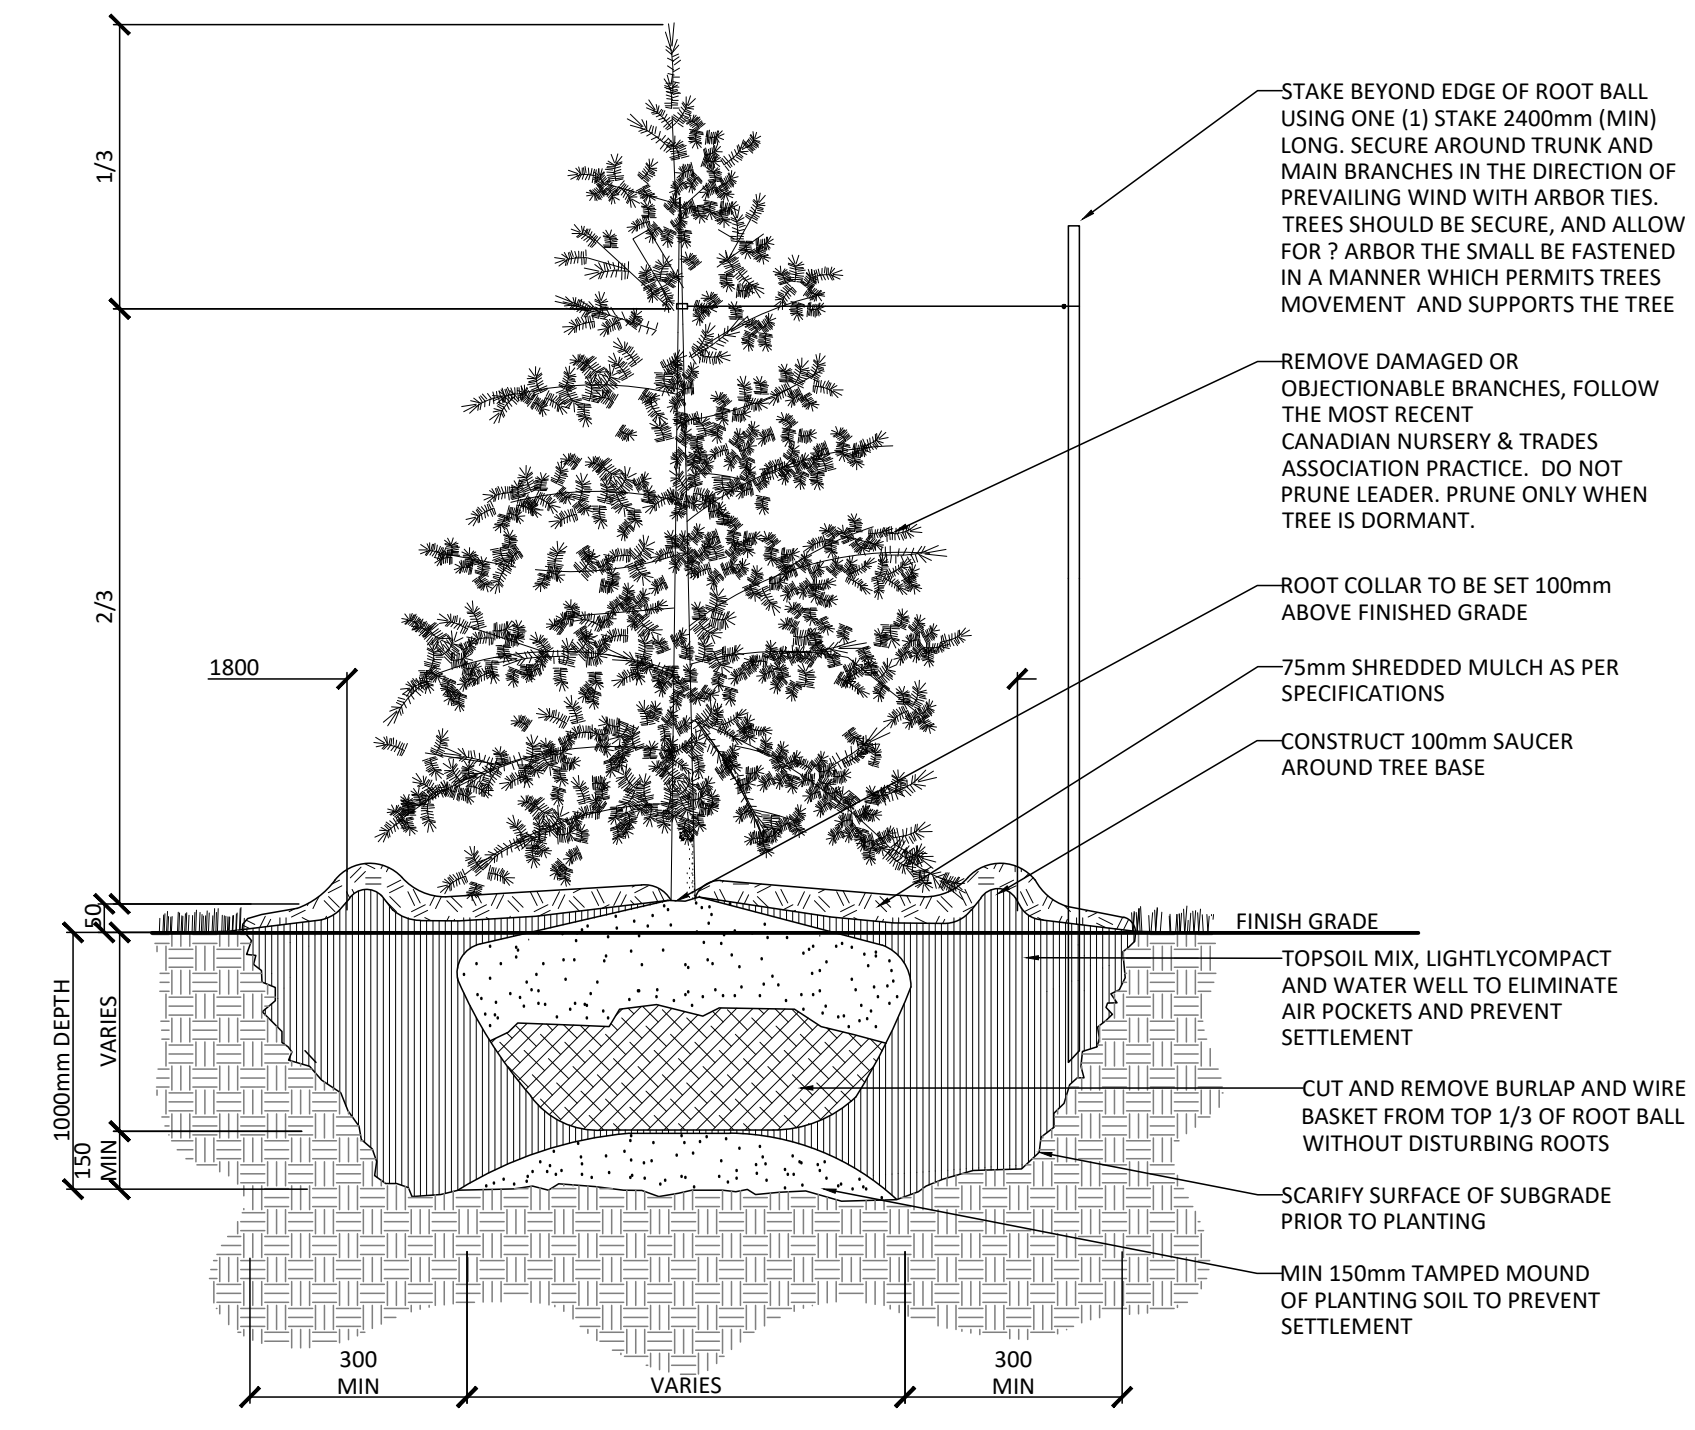 STAKE BEYOND EDGE OF ROOT BALL
USING ONE (1) STAKE 2400mm (MIN)
LONG. SECURE AROUND TRUNK AND
MAIN BRANCHES IN THE DIRECTION OF
PREVAILING WIND WITH ARBOR TIES.
TREES SHOULD BE SECURE, AND ALLOW
FOR ? ARBOR THE SMALL BE FASTENED
IN A MANNER WHICH PERMITS TREES
MOVEMENT  AND SUPPORTS THE TREE
REMOVE DAMAGED OR
OBJECTIONABLE BRANCHES, FOLLOW
THE MOST RECENT
CANADIAN NURSERY & TRADES
ASSOCIATION PRACTICE.  DO NOT
PRUNE LEADER. PRUNE ONLY WHEN
TREE IS DORMANT.
ROOT COLLAR TO BE SET 100mm
ABOVE FINISHED GRADE
75mm SHREDDED MULCH AS PER
SPECIFICATIONS
CONSTRUCT 100mm SAUCER
AROUND TREE BASE
FINISH GRADE
TOPSOIL MIX, LIGHTLYCOMPACT
AND WATER WELL TO ELIMINATE
AIR POCKETS AND PREVENT
SETTLEMENT
CUT AND REMOVE BURLAP AND WIRE
BASKET FROM TOP 1/3 OF ROOT BALL
WITHOUT DISTURBING ROOTS
SCARIFY SURFACE OF SUBGRADE
PRIOR TO PLANTING
MIN 150mm TAMPED MOUND
OF PLANTING SOIL TO PREVENT
SETTLEMENT
1/3
2/3
1800
50
VARIES
1000mm DEPTH
150
MIN
300
MIN
VARIES
300
MIN